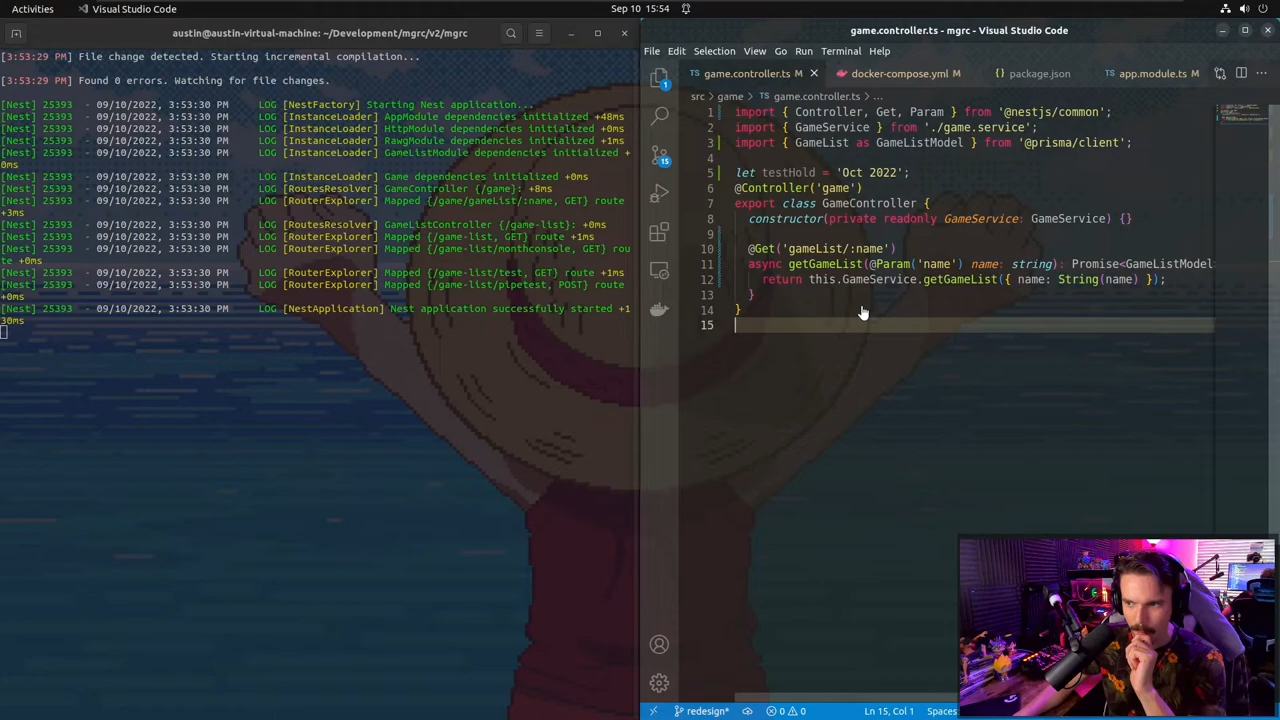 Activities
Visual Studio Code
Sep 10 15:54
austin@austin-virtual-machine: ~/Development/mgrc/v2/mgrc
[3:53:29 PM] File change detected. Starting incremental compilation...
[3:53:29 PM] Found 0 errors. Watching for file changes.
[Nest] 25393 - 09/10/2022, 3:53:30 PM LOG [NestFactory] Starting Nest application...
[Nest] 25393 - 09/10/2022, 3:53:30 PM LOG [InstanceLoader] AppModule dependencies initialized +48ms
[Nest] 25393 - 09/10/2022, 3:53:30 PM LOG [InstanceLoader] HttpModule dependencies initialized +0ms
[Nest] 25393 - 09/10/2022, 3:53:30 PM LOG [InstanceLoader] RawgModule dependencies initialized +0ms
[Nest] 25393 - 09/10/2022, 3:53:30 PM LOG [InstanceLoader] GameListModule dependencies initialized +
0ms
[Nest] 25393 - 09/10/2022, 3:53:30 PM LOG [InstanceLoader] Game dependencies initialized +0ms
[Nest] 25393 - 09/10/2022, 3:53:30 PM LOG [RoutesResolver] GameController {/game}: +8ms
[Nest] 25393 - 09/10/2022, 3:53:30 PM LOG [RouterExplorer] Mapped {/game/gameList/:name, GET} route
+3ms
[Nest] 25393 - 09/10/2022, 3:53:30 PM LOG [RoutesResolver] GameListController {/game-list}: +0ms
[Nest] 25393 - 09/10/2022, 3:53:30 PM LOG [RouterExplorer] Mapped {/game-list, GET} route +1ms
[Nest] 25393 - 09/10/2022, 3:53:30 PM LOG [RouterExplorer] Mapped {/game-list/monthconsole, GET} rou
te +0ms
[Nest] 25393 - 09/10/2022, 3:53:30 PM LOG [RouterExplorer] Mapped {/game-list/test, GET} route +1ms
[Nest] 25393 - 09/10/2022, 3:53:30 PM LOG [RouterExplorer] Mapped {/game-list/pipetest, POST} route
+0ms
[Nest] 25393 - 09/10/2022, 3:53:30 PM LOG [NestApplication] Nest application successfully started +1
30ms
game.controller.ts - mgrc - Visual Studio Code
File Edit Selection View Go Run Terminal Help
TS game.controller.ts M docker-compose.yml M {} package.json TS app.module.ts M
src > game > TS game.controller.ts > ...
1 import { Controller, Get, Param } from '@nestjs/common';
2 import { GameService } from './game.service';
3 import { GameList as GameListModel } from '@prisma/client';
4
5 let testHold = 'Oct 2022';
6 @Controller('game')
7 export class GameController {
8 constructor(private readonly GameService: GameService) {}
9
10 @Get('gameList/:name')
11 async getGameList(@Param('name') name: string): Promise<GameListModel
12 return this.GameService.getGameList({ name: String(name) });
13 }
14 }
15
1
15
redesign* 0 0 Ln 15, Col 1 Spaces